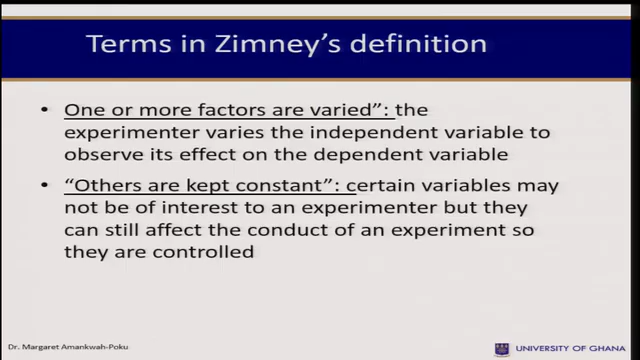 Terms in Zimney's definition
• One or more factors are varied”: the
experimenter varies the independent variable to
observe its effect on the dependent variable
• “Others are kept constant”: certain variables may
not be of interest to an experimenter but they
can still affect the conduct of an experiment so
they are controlled
Dr. Margaret Amankwah-Poku
UNIVERSITY OF GHANA